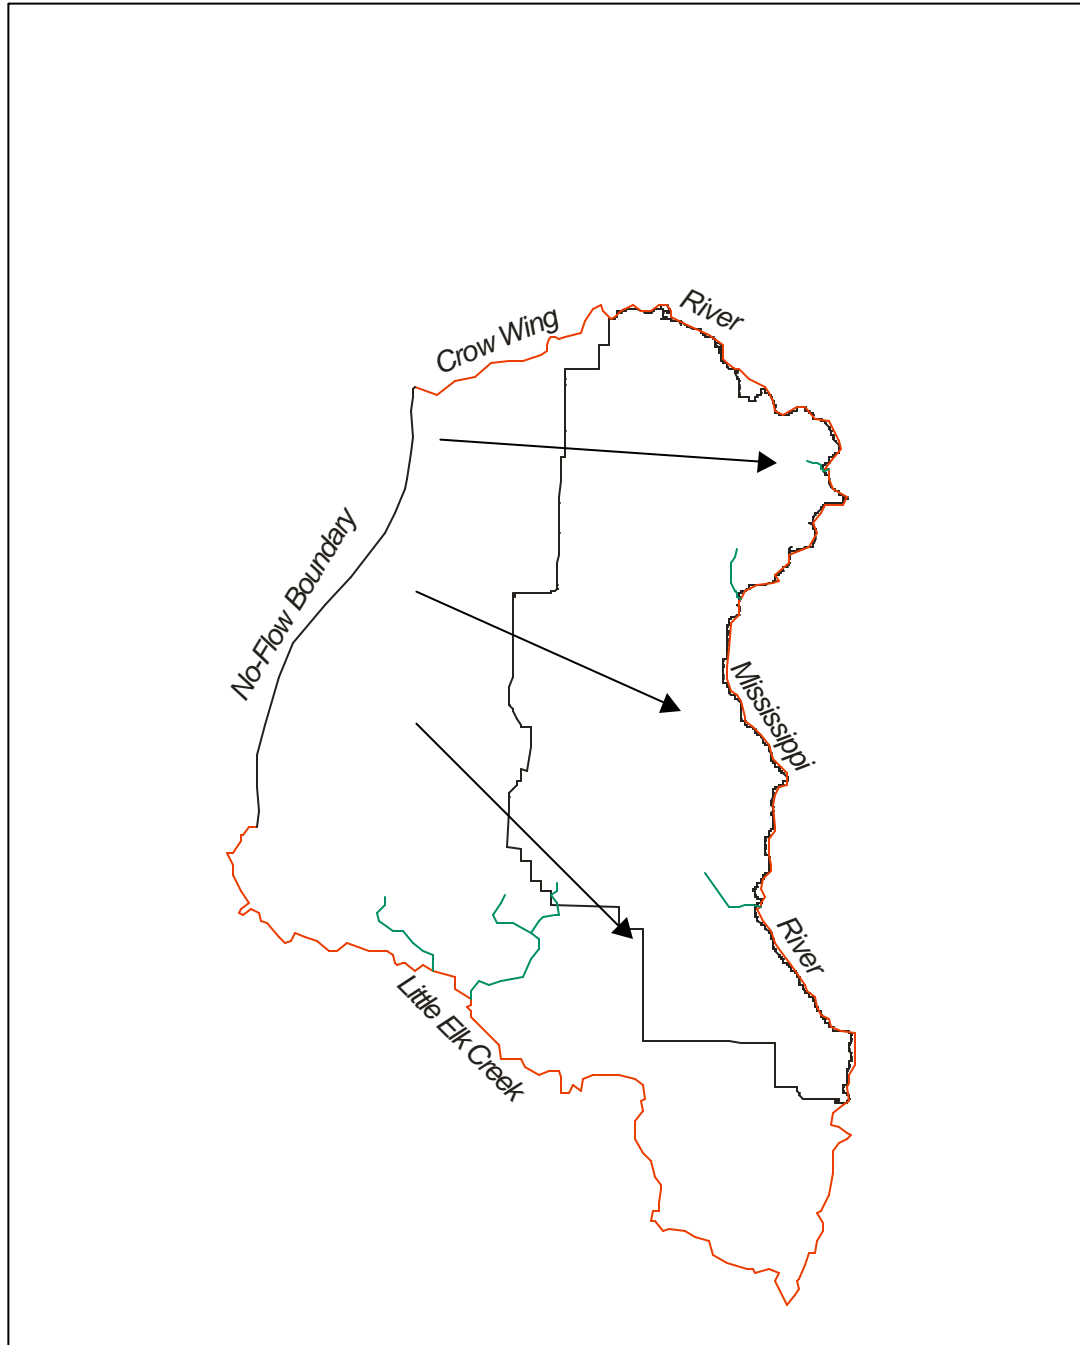 River
Crow Wing
No-Flow Boundary
Mississippi
River
Little Elk Creek